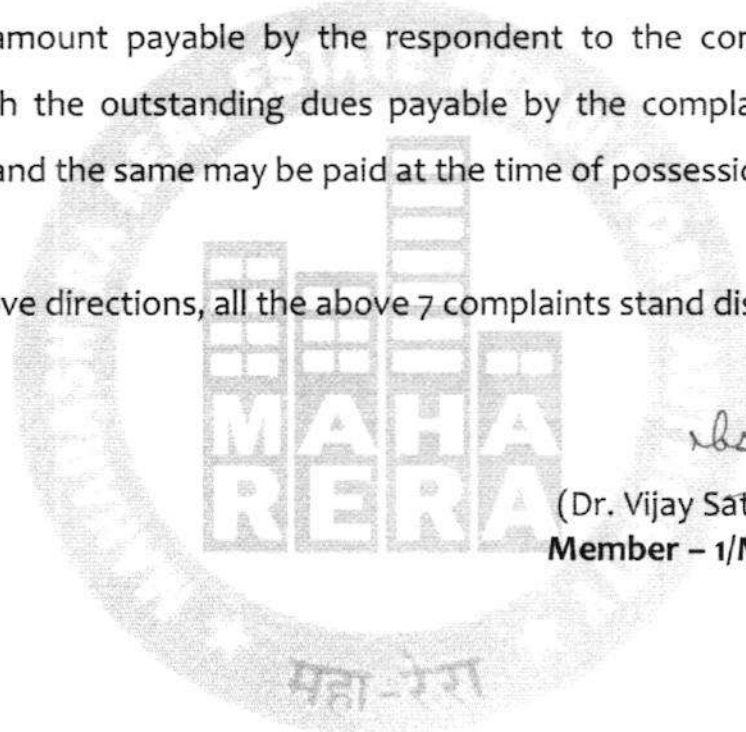 amount payable by the respondent to the cor
h the outstanding dues payable by the compla
and the same may be paid at the time of possessio
ve directions, all the above 7 complaints stand dis
(Dr. Vijay Sat
Member – 1/M
MAHA
RERA
महा-रेरा